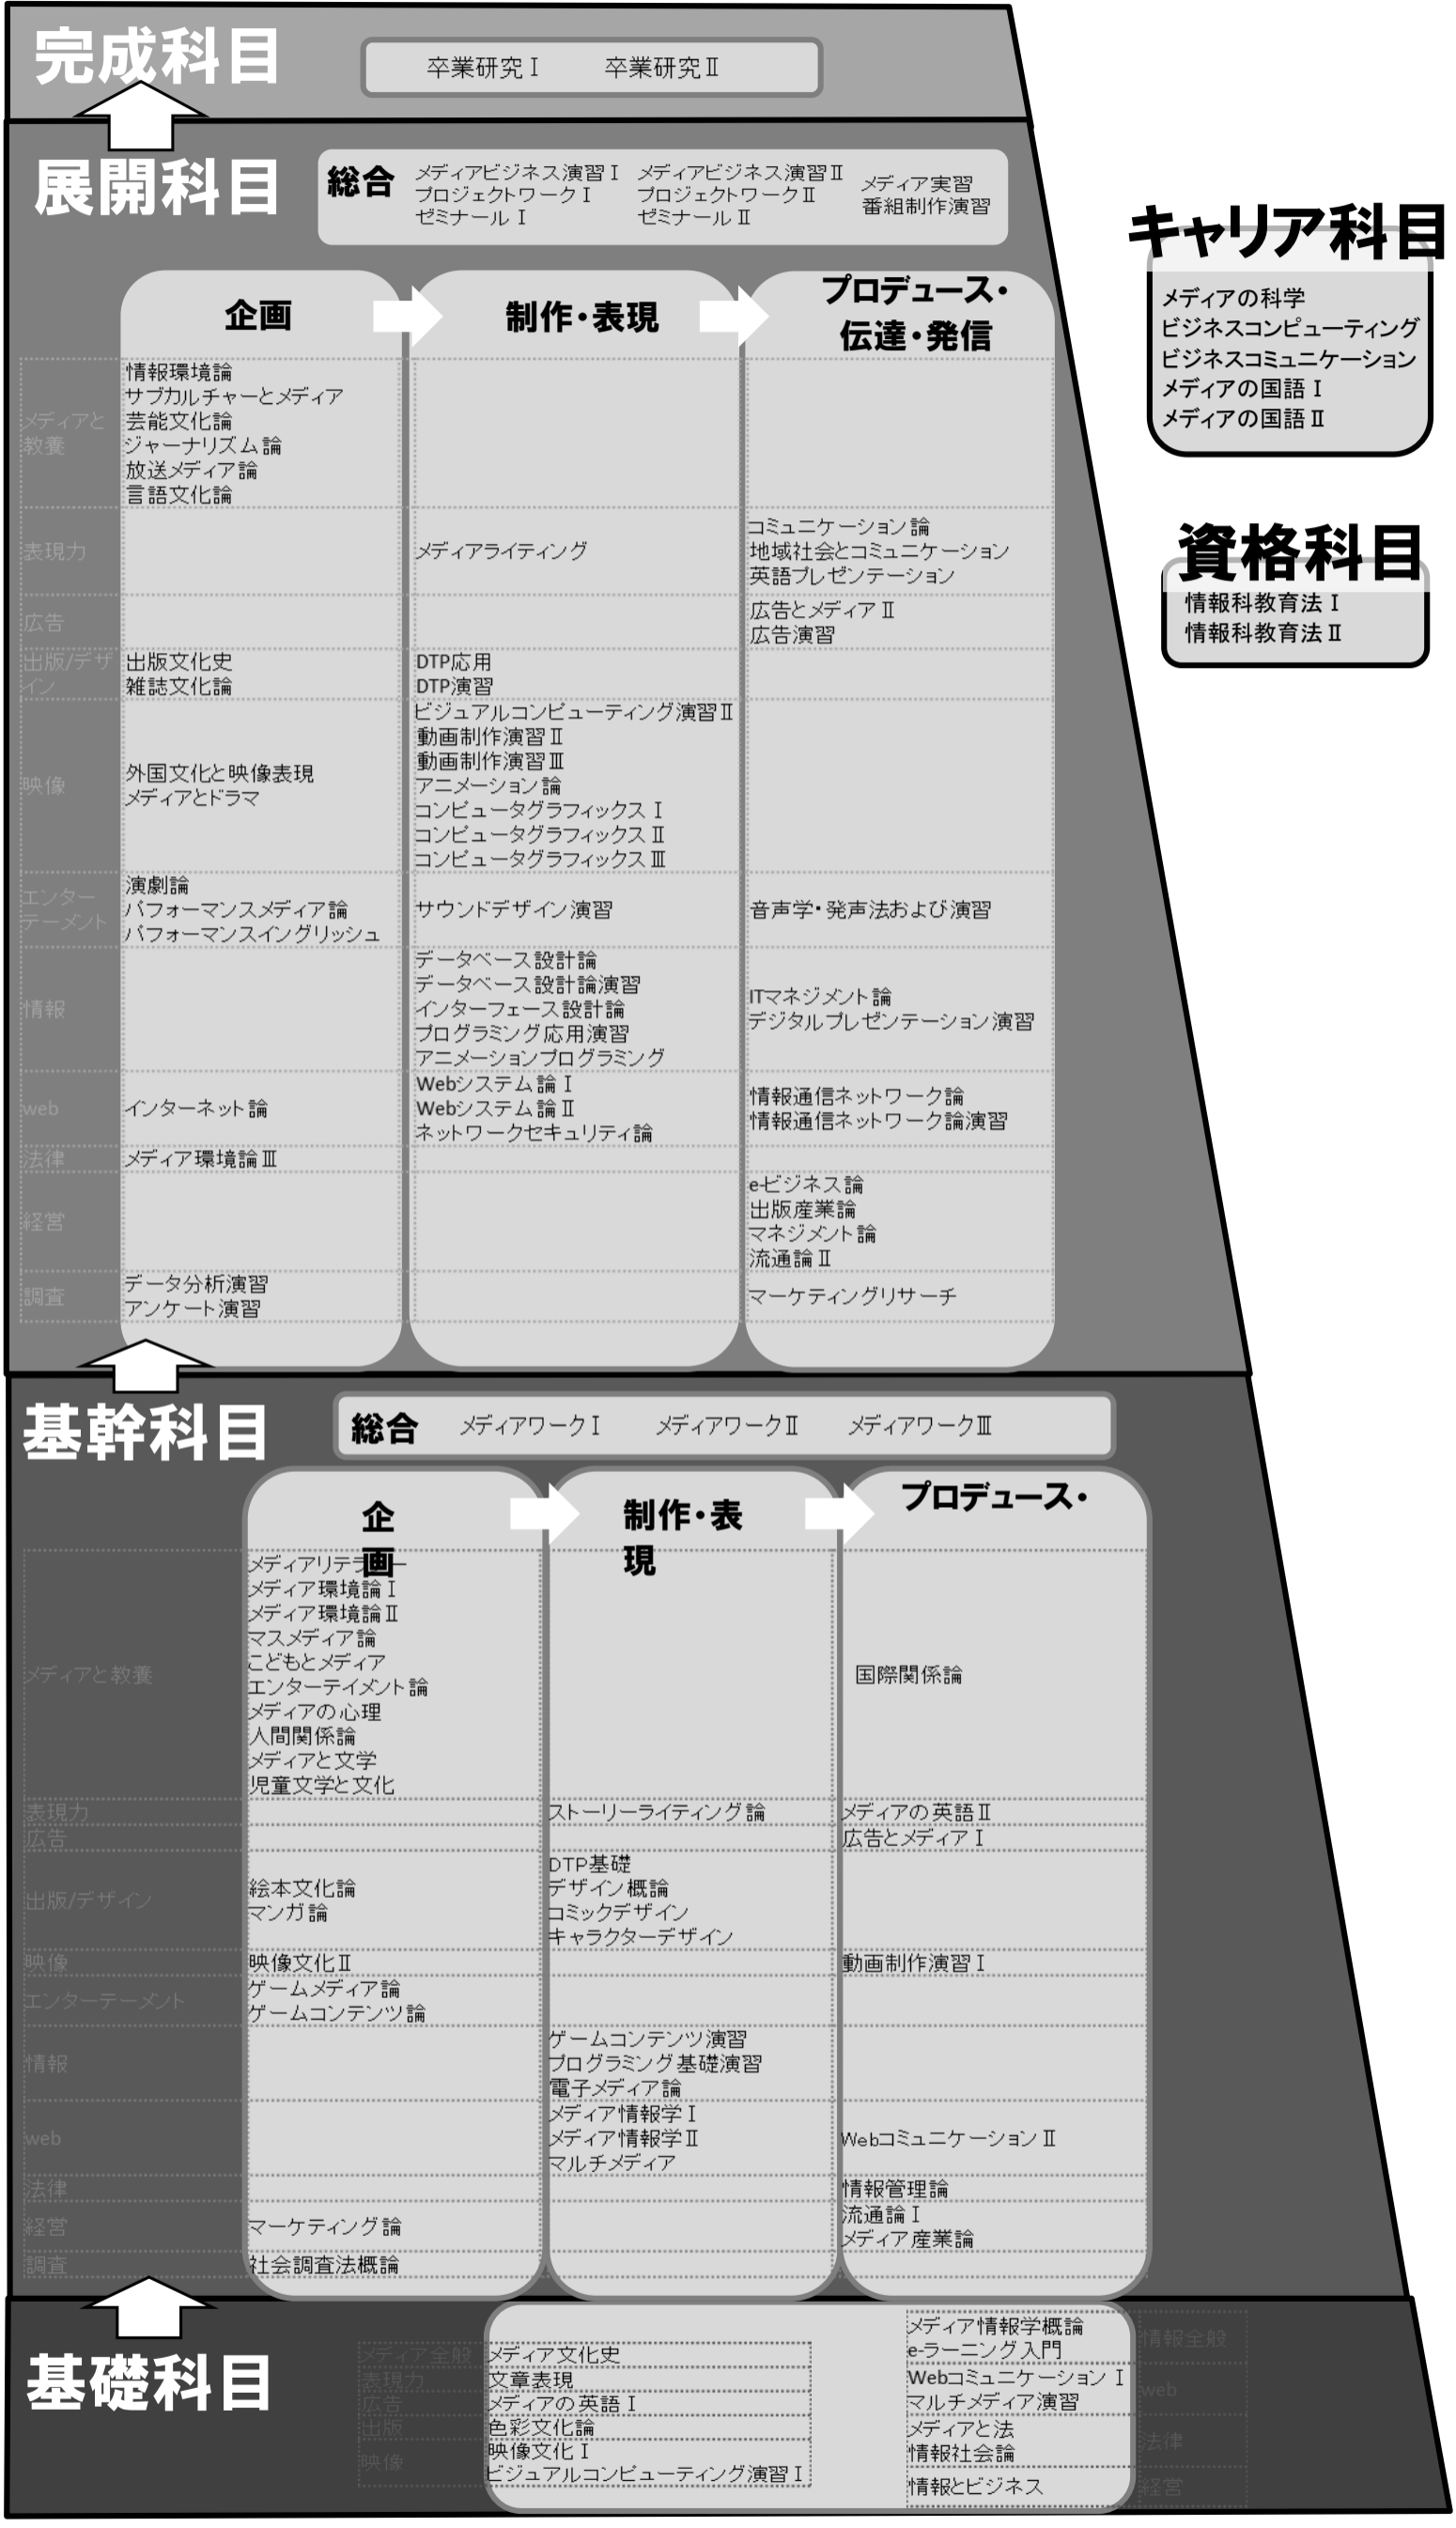 完成科目
卒業研究Ⅰ 卒業研究Ⅱ
展開科目
総合
メディアビジネス演習Ⅰ メディアビジネス演習Ⅱ
プロジェクトワークⅠ プロジェクトワークⅡ
ゼミナールⅠ ゼミナールⅡ
メディア実習
番組制作演習
企画
制作・表現
プロデュース・
伝達・発信
メディアと
教養
情報環境論
サブカルチャーとメディア
芸能文化論
ジャーナリズム論
放送メディア論
言語文化論
表現力
メディアライティング
コミュニケーション論
地域社会とコミュニケーション
英語プレゼンテーション
広告
広告とメディアⅡ
広告演習
出版/デザ
イン
出版文化史
雑誌文化論
DTP応用
DTP演習
映像
外国文化と映像表現
メディアとドラマ
ビジュアルコンピューティング演習Ⅱ
動画制作演習Ⅱ
動画制作演習Ⅲ
アニメーション論
コンピュータグラフィックスⅠ
コンピュータグラフィックスⅡ
コンピュータグラフィックスⅢ
エンター
テーメント
演劇論
パフォーマンスメディア論
パフォーマンスイングリッシュ
サウンドデザイン演習
音声学・発声法および演習
情報
データベース設計論
データベース設計論演習
インターフェース設計論
プログラミング応用演習
アニメーションプログラミング
ITマネジメント論
デジタルプレゼンテーション演習
web
インターネット論
Webシステム論Ⅰ
Webシステム論Ⅱ
ネットワークセキュリティ論
情報通信ネットワーク論
情報通信ネットワーク論演習
法律
メディア環境論Ⅲ
経営
e-ビジネス論
出版産業論
マネジメント論
流通論Ⅱ
調査
データ分析演習
アンケート演習
マーケティングリサーチ
キャリア科目
メディアの科学
ビジネスコンピューティング
ビジネスコミュニケーション
メディアの国語Ⅰ
メディアの国語Ⅱ
資格科目
情報科教育法Ⅰ
情報科教育法Ⅱ
基幹科目
総合 メディアワークⅠ メディアワークⅡ メディアワークⅢ
企
画
制作・表
現
プロデュース・
メディアと教養
メディアリテラシー
メディア環境論Ⅰ
メディア環境論Ⅱ
マスメディア論
こどもとメディア
エンターテイメント論
メディアの心理
人間関係論
メディアと文学
児童文学と文化
国際関係論
表現力
ストーリーライティング論
メディアの英語Ⅱ
広告
広告とメディアⅠ
出版/デザイン
絵本文化論
マンガ論
DTP基礎
デザイン概論
コミックデザイン
キャラクターデザイン
映像
映像文化Ⅱ
動画制作演習Ⅰ
エンターテーメント
ゲームメディア論
ゲームコンテンツ論
情報
ゲームコンテンツ演習
プログラミング基礎演習
電子メディア論
web
メディア情報学Ⅰ
メディア情報学Ⅱ
マルチメディア
WebコミュニケーションⅡ
法律
情報管理論
経営
マーケティング論
流通論Ⅰ
メディア産業論
調査
社会調査法概論
基礎科目
メディア全般
メディア文化史
表現力
文章表現
広告
メディアの英語Ⅰ
出版
色彩文化論
映像
映像文化Ⅰ
ビジュアルコンピューティング演習Ⅰ
メディア情報学概論
e-ラーニング入門
情報全般
WebコミュニケーションⅠ
マルチメディア演習
web
メディアと法
情報社会論
法律
情報とビジネス
経営